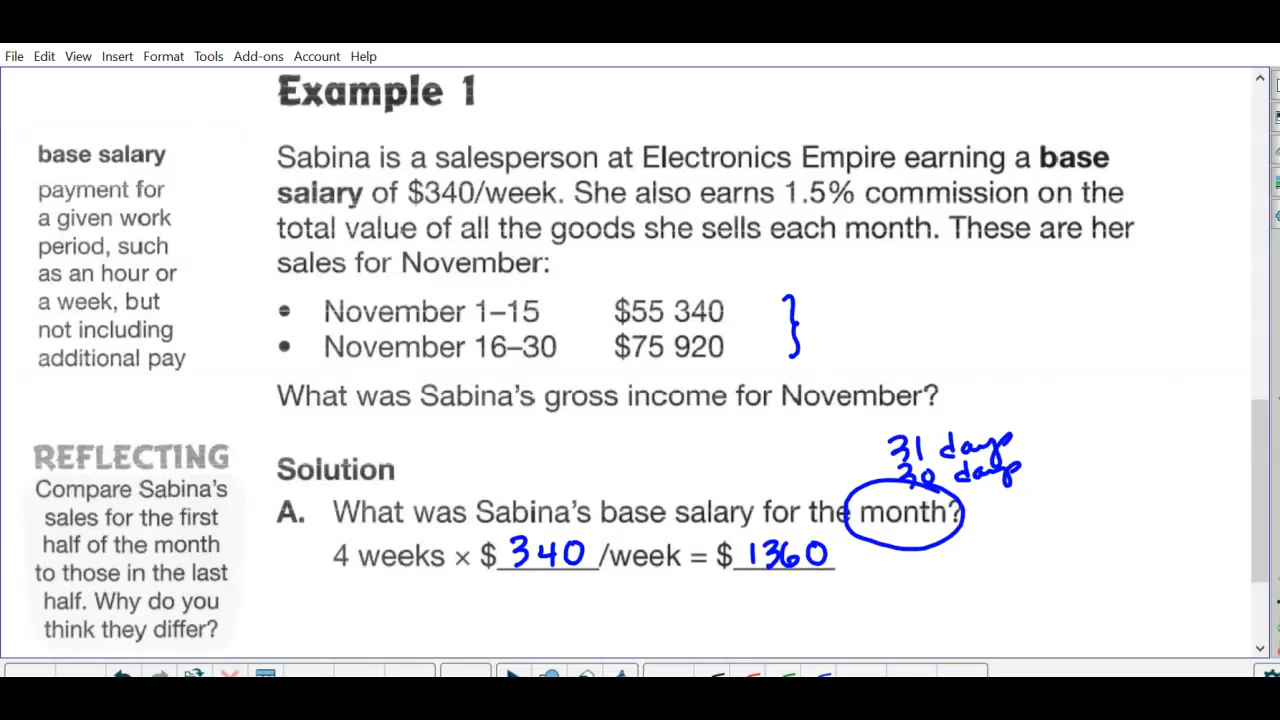 File Edit View Insert Format Tools Add-ons Account Help
Example 1
base salary
payment for
a given work
period, such
as an hour or
a week, but
not including
additional pay
Sabina is a salesperson at Electronics Empire earning a base
salary of $340/week. She also earns 1.5% commission on the
total value of all the goods she sells each month. These are her
sales for November:
• November 1–15 $55 340
• November 16–30 $75 920
What was Sabina's gross income for November?
REFLECTING
Compare Sabina's
sales for the first
half of the month
to those in the last
half. Why do you
think they differ?
Solution
31 days
30 days
A. What was Sabina's base salary for the month?
4 weeks × $ 340 /week = $ 1360